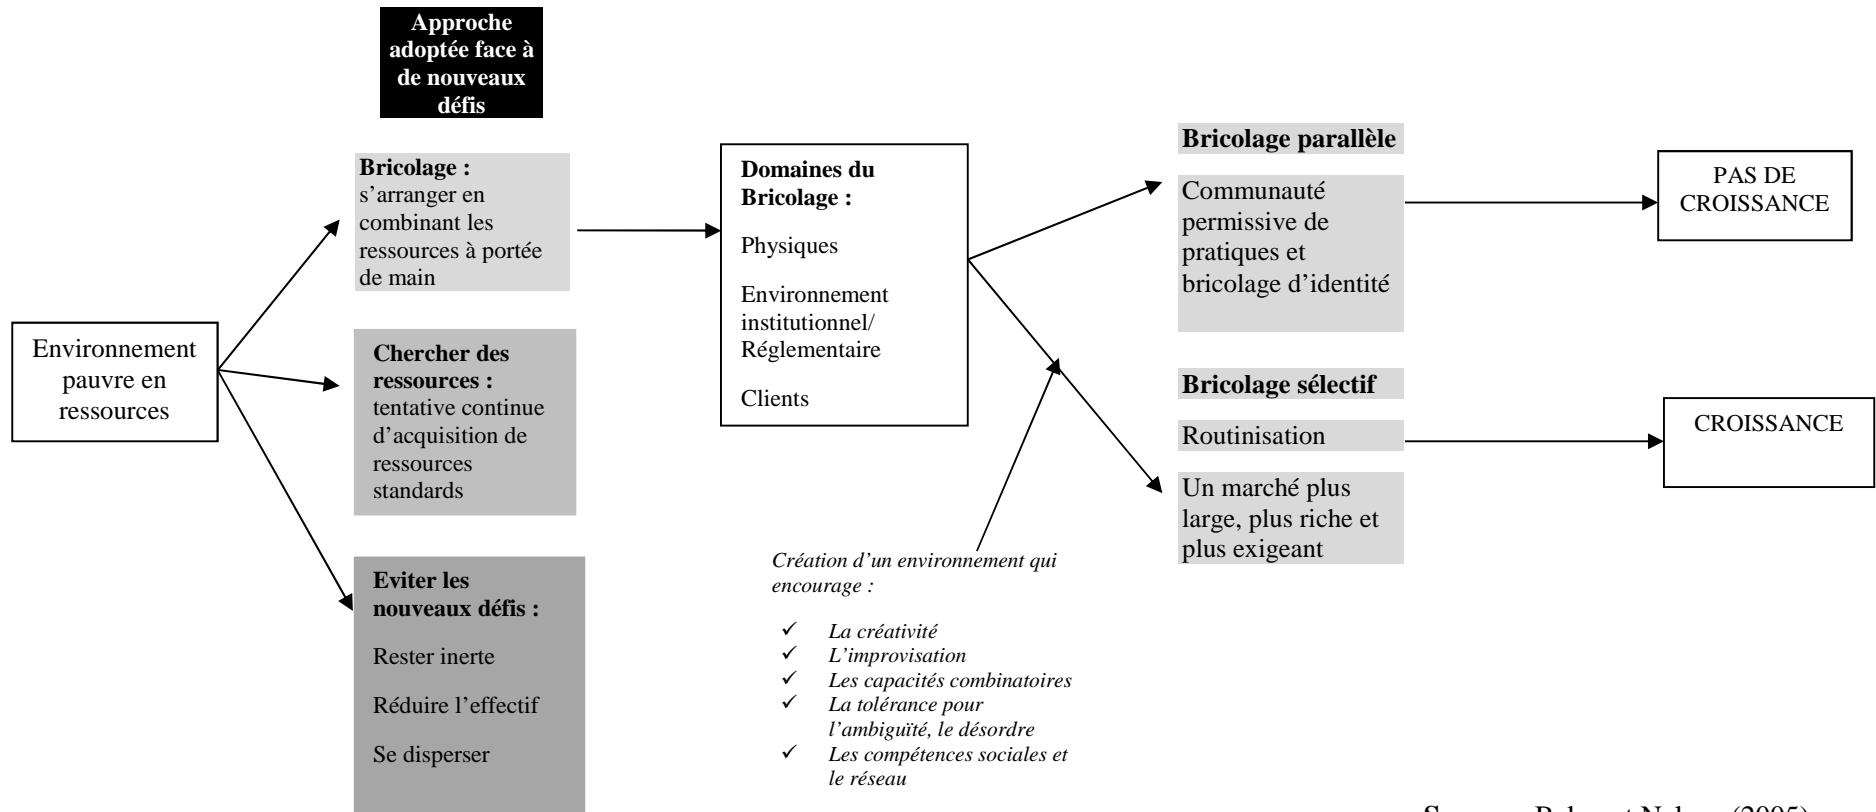 Approche
adoptée face à
de nouveaux
défis
Bricolage :
s’arranger en
combinant les
ressources à portée
de main
Environnement
pauvre en
ressources
Chercher des
ressources :
tentative continue
d’acquisition de
ressources
standards
Eviter les
nouveaux défis :
Rester inerte
Réduire l’effectif
Se disperser
Domaines du
Bricolage :
Physiques
Environnement
institutionnel/
Réglementaire
Clients
Création d’un environnement qui
encourage :
✓ La créativité
✓ L’improvisation
✓ Les capacités combinatoires
✓ La tolérance pour
l’ambiguïté, le désordre
✓ Les compétences sociales et
le réseau
Bricolage parallèle
Communauté
permissive de
pratiques et
bricolage d’identité
PAS DE
CROISSANCE
Bricolage sélectif
Routinisation
Un marché plus
large, plus riche et
plus exigeant
CROISSANCE